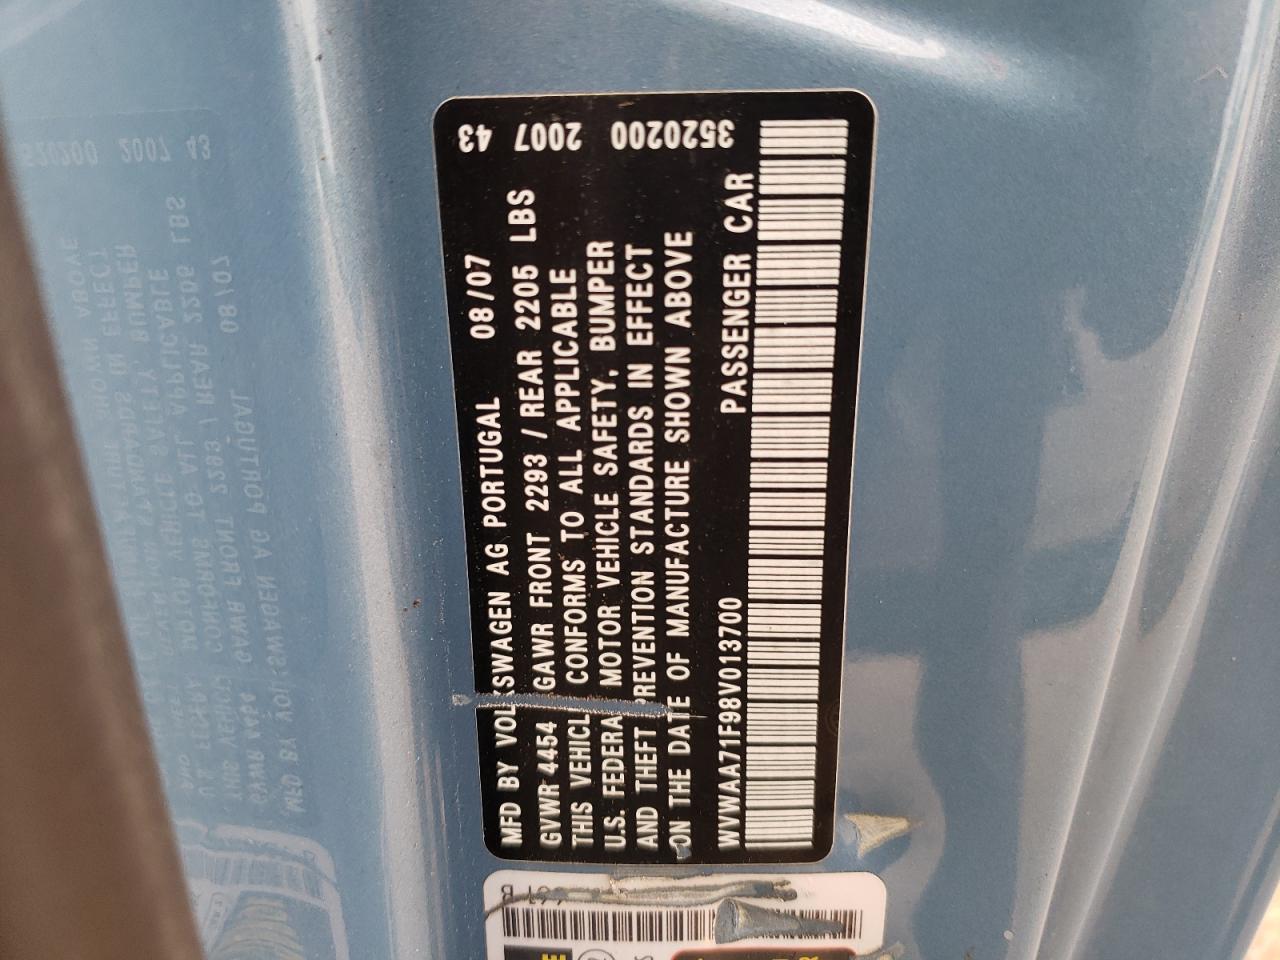 MFD BY VOLKSWAGEN AG PORTUGAL 08/07
GVWR 4454 GAWR FRONT 2293 / REAR 2205 LBS
THIS VEHICL CONFORMS TO ALL APPLICABLE
U.S. FEDERA MOTOR VEHICLE SAFETY, BUMPER
AND THEFT PREVENTION STANDARDS IN EFFECT
ON THE DATE OF MANUFACTURE SHOWN ABOVE
WVWAA71F98V013700 PASSENGER CAR
43 2007 3520200